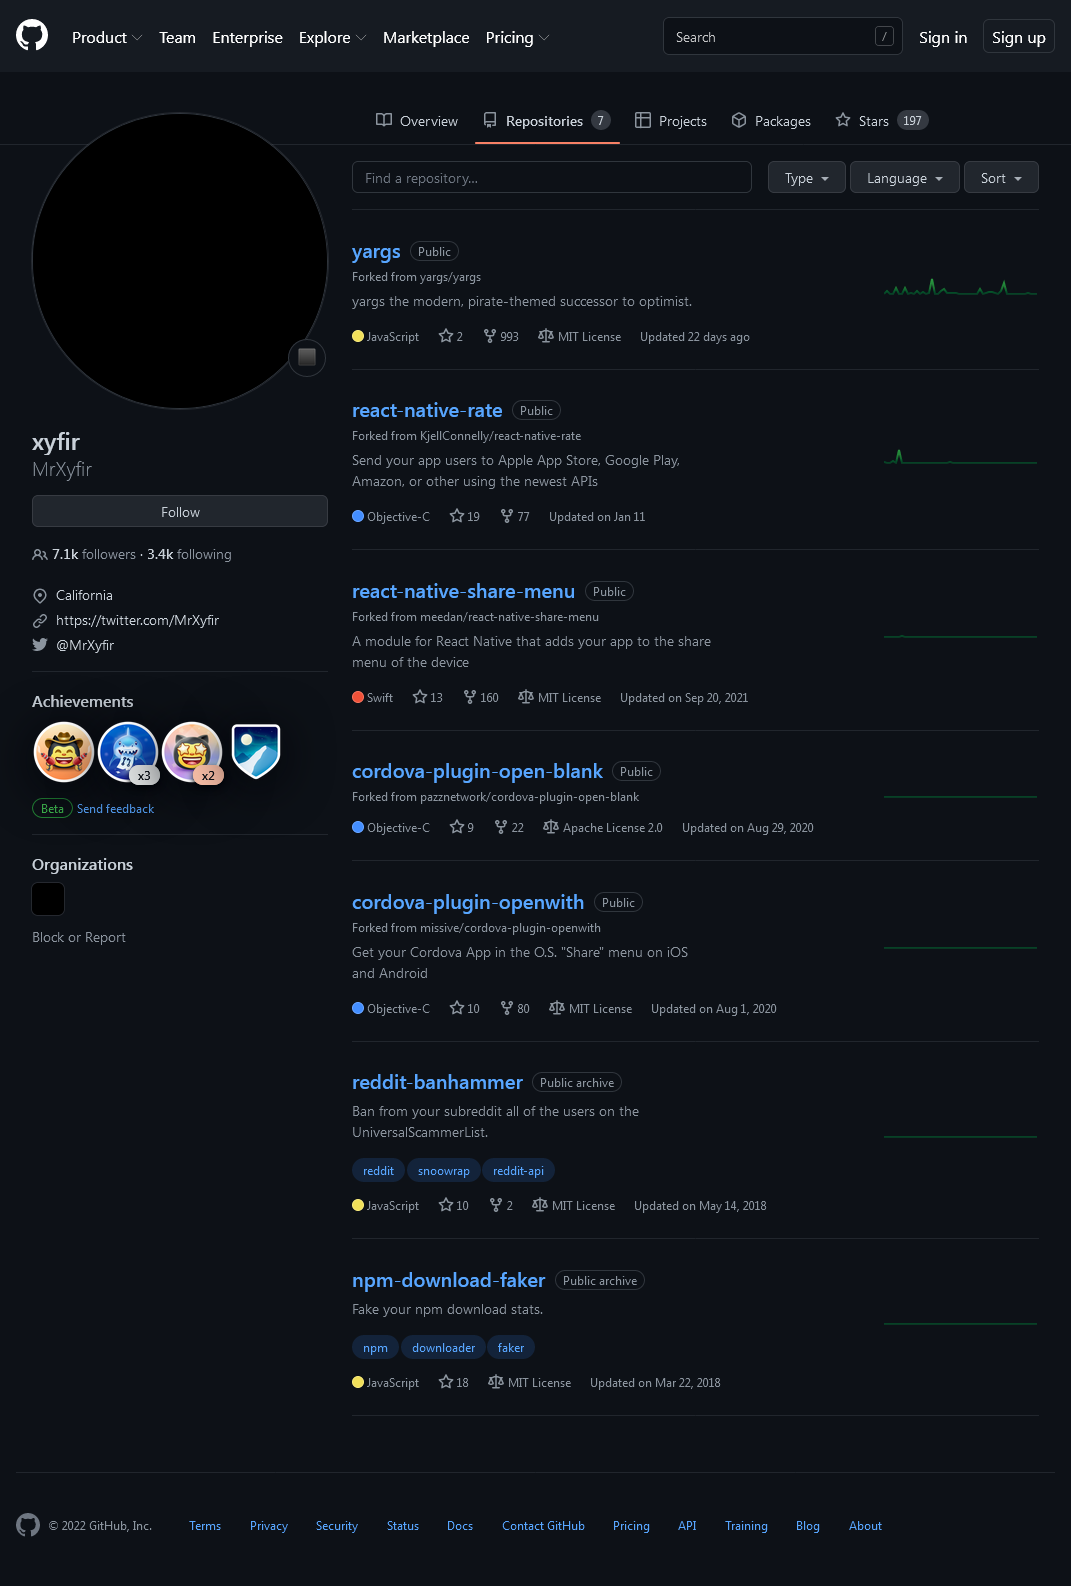 Product Team Enterprise Explore Marketplace Pricing Search / Sign in Sign up
Overview Repositories 7 Projects Packages Stars 197
xyfir
MrXyfir
Follow
7.1k followers · 3.4k following
California
https://twitter.com/MrXyfir
@MrXyfir
Achievements
x3 x2
Beta Send feedback
Organizations
Block or Report
Find a repository... Type Language Sort
yargs Public
Forked from yargs/yargs
yargs the modern, pirate-themed successor to optimist.
JavaScript 2 993 MIT License Updated 22 days ago
react-native-rate Public
Forked from KjellConnelly/react-native-rate
Send your app users to Apple App Store, Google Play,
Amazon, or other using the newest APIs
Objective-C 19 77 Updated on Jan 11
react-native-share-menu Public
Forked from meedan/react-native-share-menu
A module for React Native that adds your app to the share
menu of the device
Swift 13 160 MIT License Updated on Sep 20, 2021
cordova-plugin-open-blank Public
Forked from pazznetwork/cordova-plugin-open-blank
Objective-C 9 22 Apache License 2.0 Updated on Aug 29, 2020
cordova-plugin-openwith Public
Forked from missive/cordova-plugin-openwith
Get your Cordova App in the O.S. "Share" menu on iOS
and Android
Objective-C 10 80 MIT License Updated on Aug 1, 2020
reddit-banhammer Public archive
Ban from your subreddit all of the users on the
UniversalScammerList.
reddit snoowrap reddit-api
JavaScript 10 2 MIT License Updated on May 14, 2018
npm-download-faker Public archive
Fake your npm download stats.
npm downloader faker
JavaScript 18 MIT License Updated on Mar 22, 2018
© 2022 GitHub, Inc. Terms Privacy Security Status Docs Contact GitHub Pricing API Training Blog About